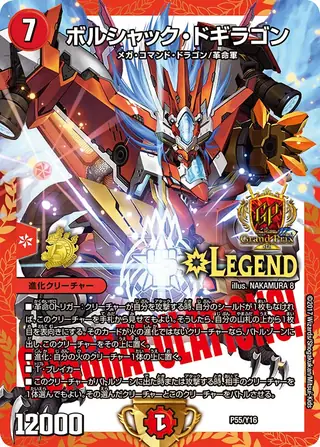 7
ボルシャック・ドギラゴン
メガ・コマンド・ドラゴン/革命軍
GP
Grand Prix
LEGEND
illus. NAKAMURA 8
進化クリーチャー
革命0トリガー:クリーチャーが自分を攻撃する時、自分のシールドが1枚もなければ、このクリーチャーを手札から見せてもよい。そうしたら、自分の山札の上から1枚
目を表向きにする。そのカードが火の進化ではないクリーチャーなら、バトルゾーンに
出し、このクリーチャーをその上に置く。
進化:自分の火のクリーチャー1体の上に置く。
T・ブレイカー
このクリーチャーがバトルゾーンに出た時または攻撃する時、相手のクリーチャー
を1体選んでもよい。その選んだクリーチャーとこのクリーチャーをバトルさせる。
12000
P55/Y16